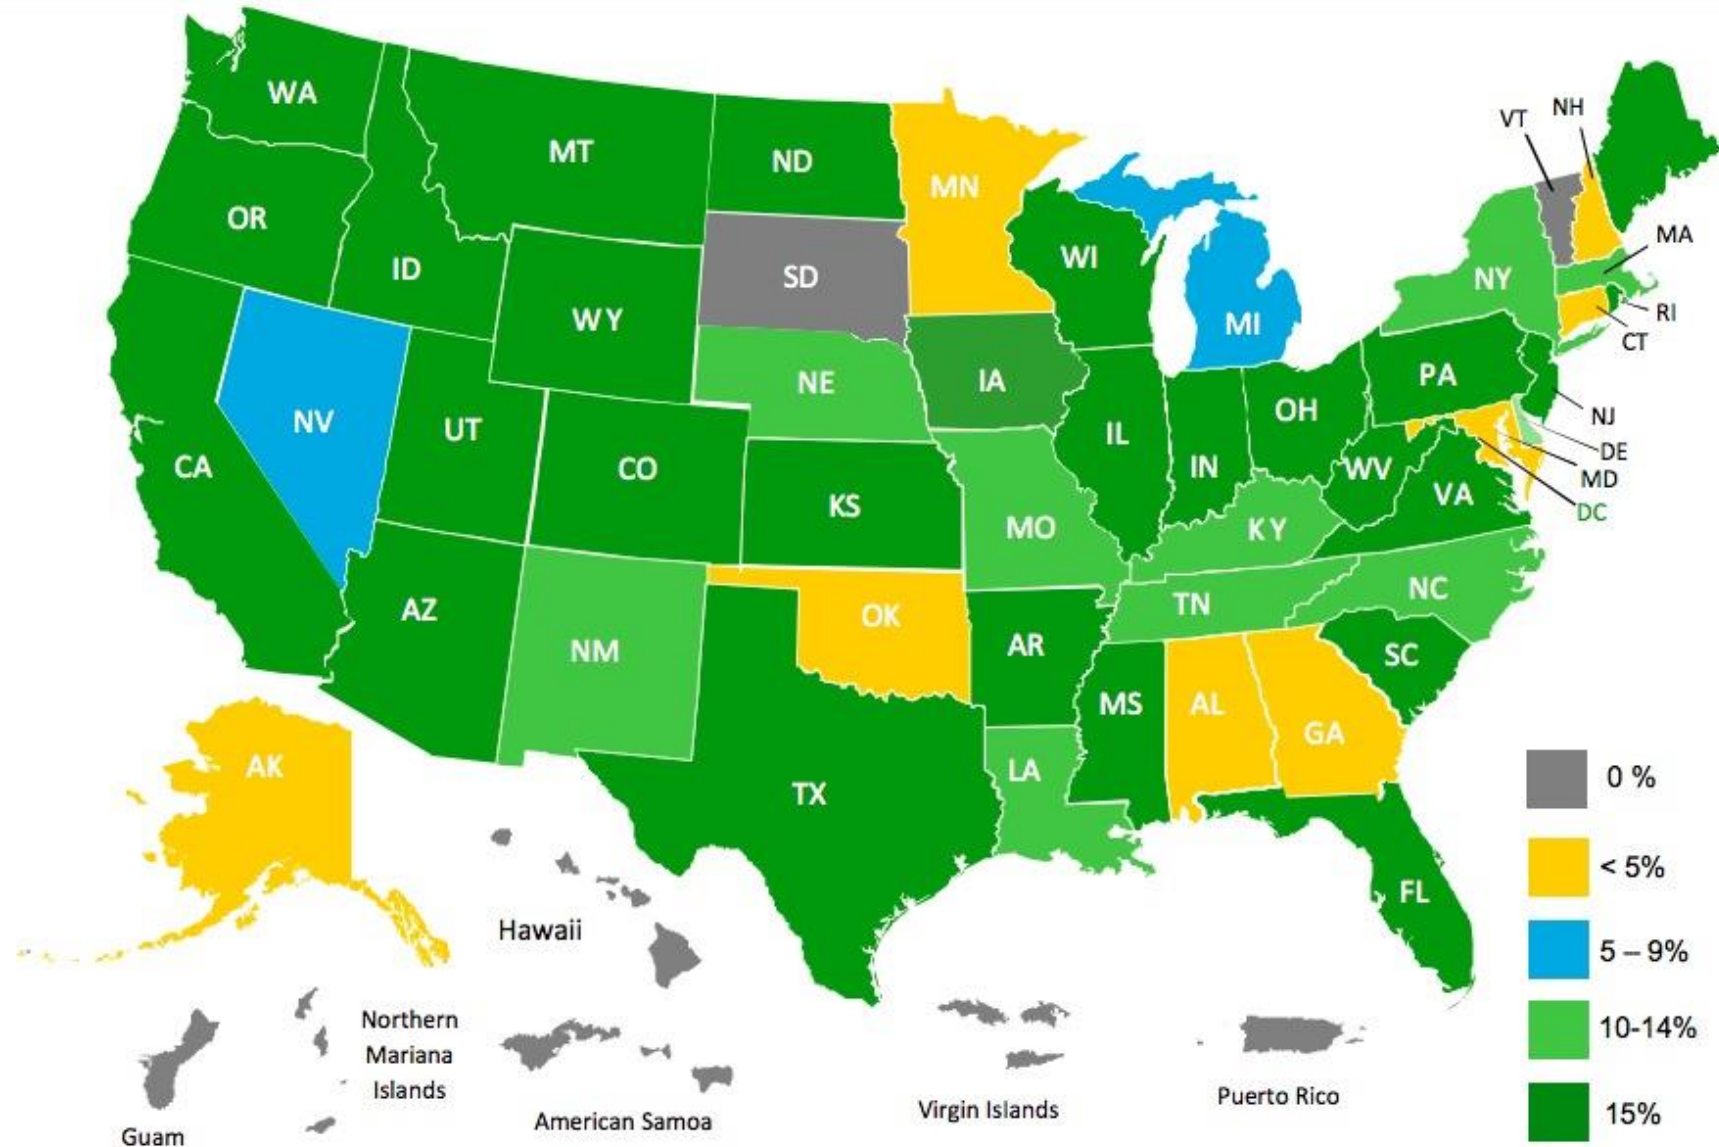 WA
MT
ND
MN
VT
NH
OR
ID
WY
SD
WI
MI
NY
MA
RI
CT
NV
UT
CO
NE
IA
IL
IN
OH
PA
NJ
DE
MD
DC
CA
KS
MO
KY
WV
VA
AZ
NM
OK
AR
TN
NC
SC
MS
AL
GA
AK
TX
LA
FL
Hawaii
Guam
Northern
Mariana
Islands
American Samoa
Virgin Islands
Puerto Rico
0 %
< 5%
5 – 9%
10-14%
15%